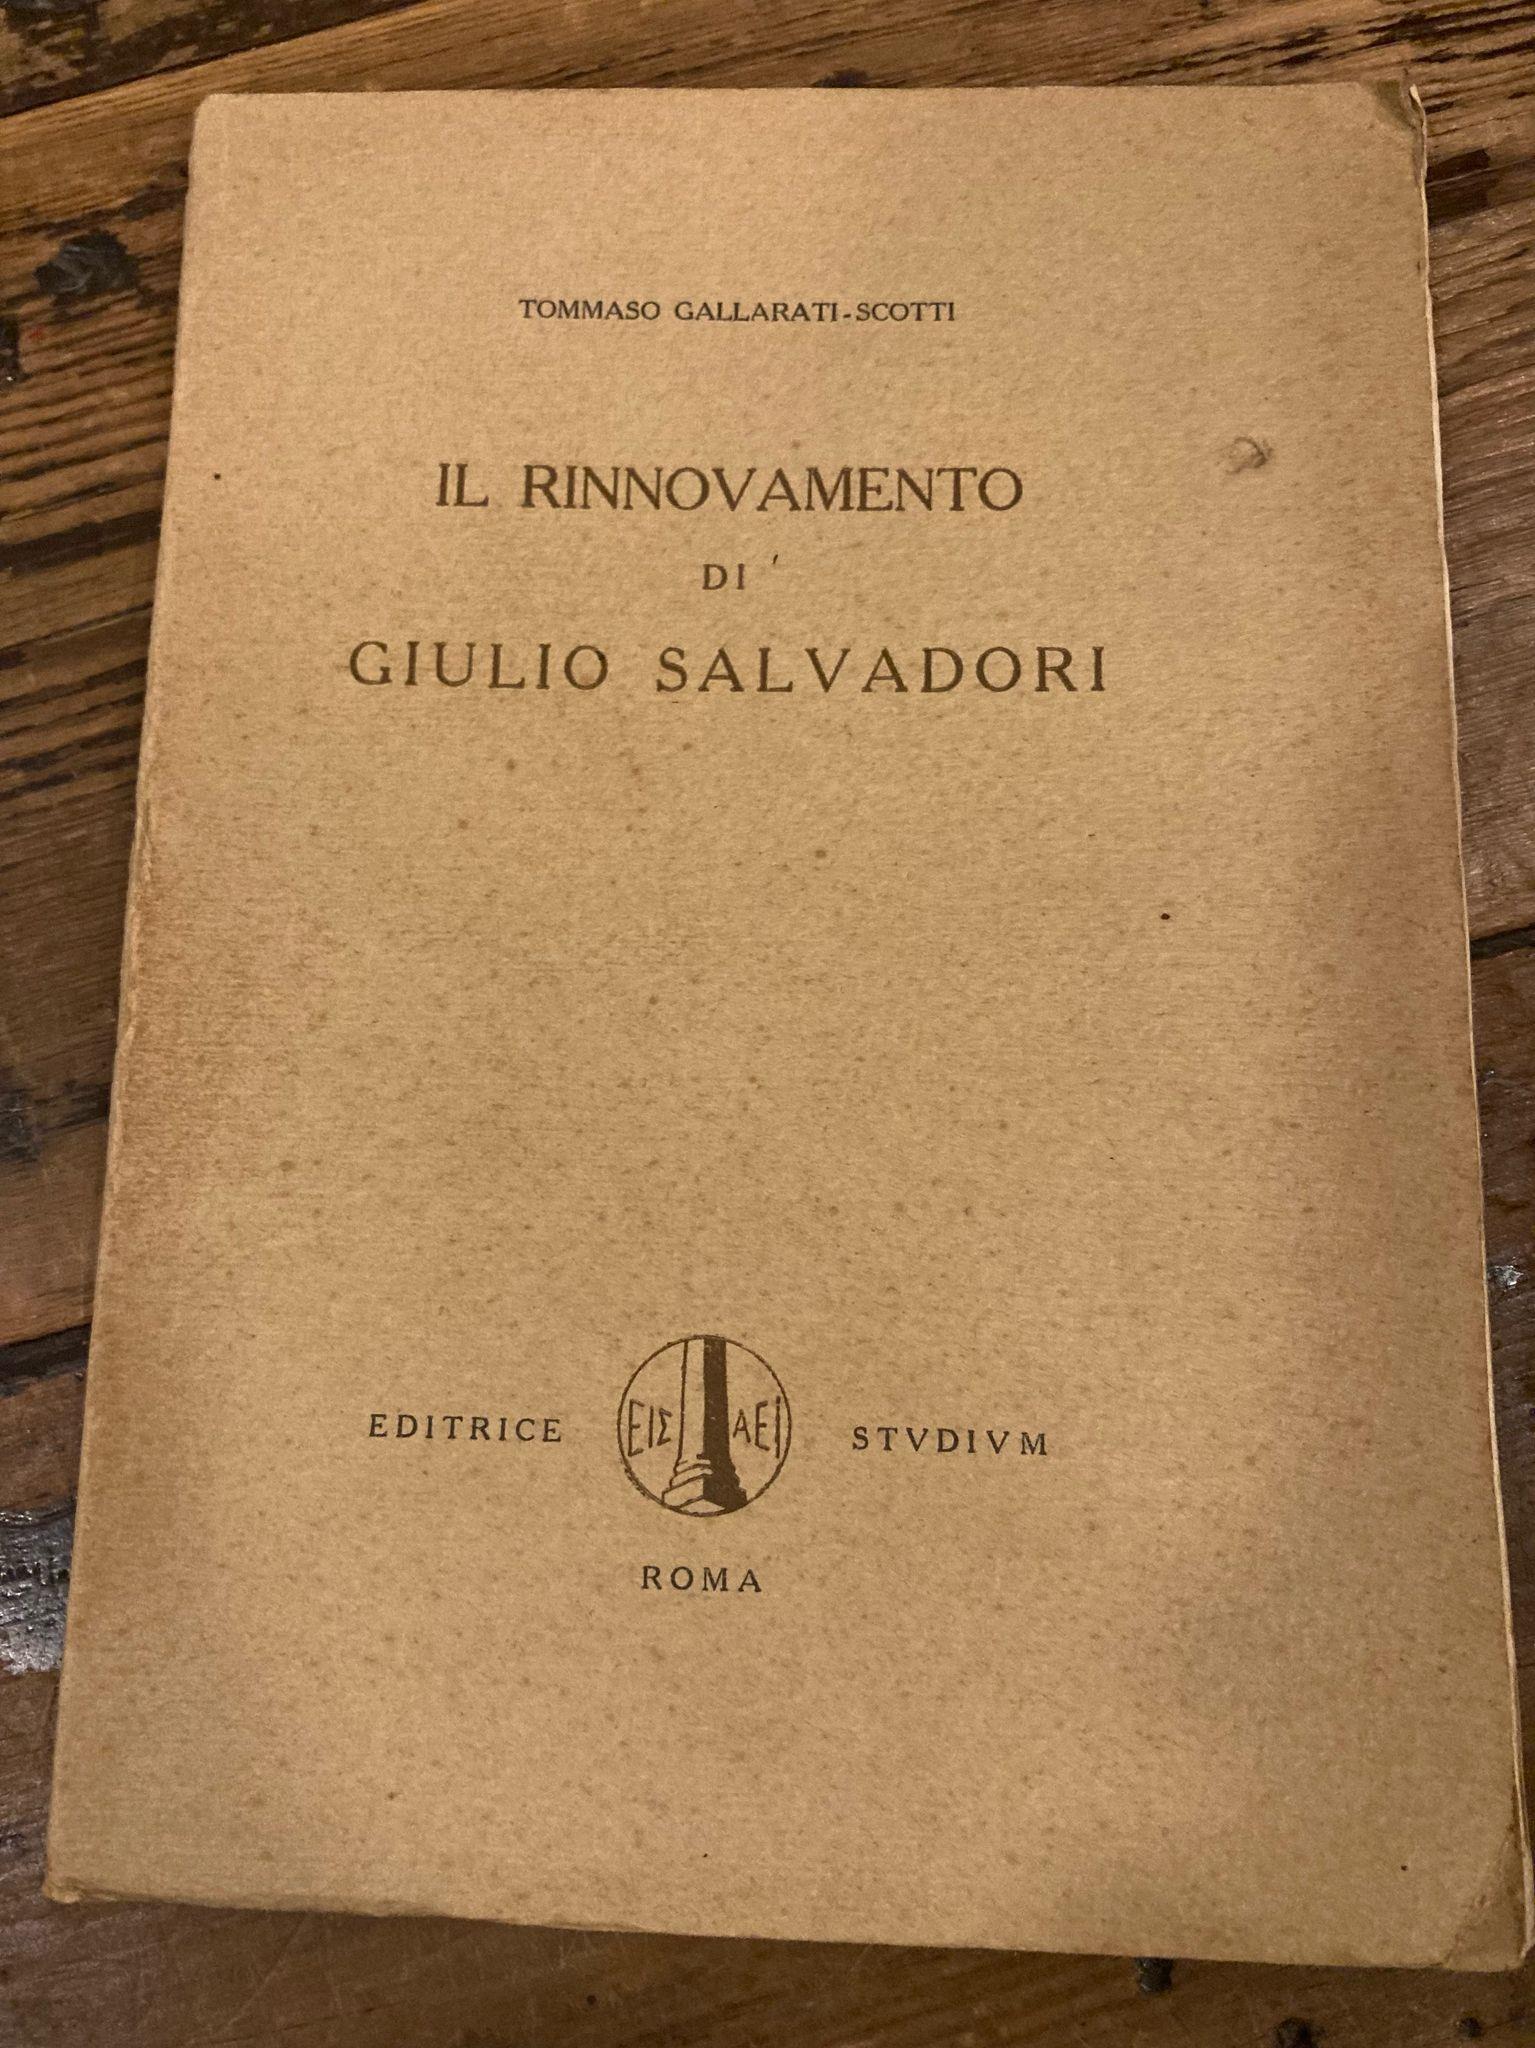 TOMMASO GALLARATI-SCOTTI
IL RINNOVAMENTO
DI
GIULIO SALVADORI
EDITRICE ΕΙΣ ΑΕΙ STVDIVM
ROMA